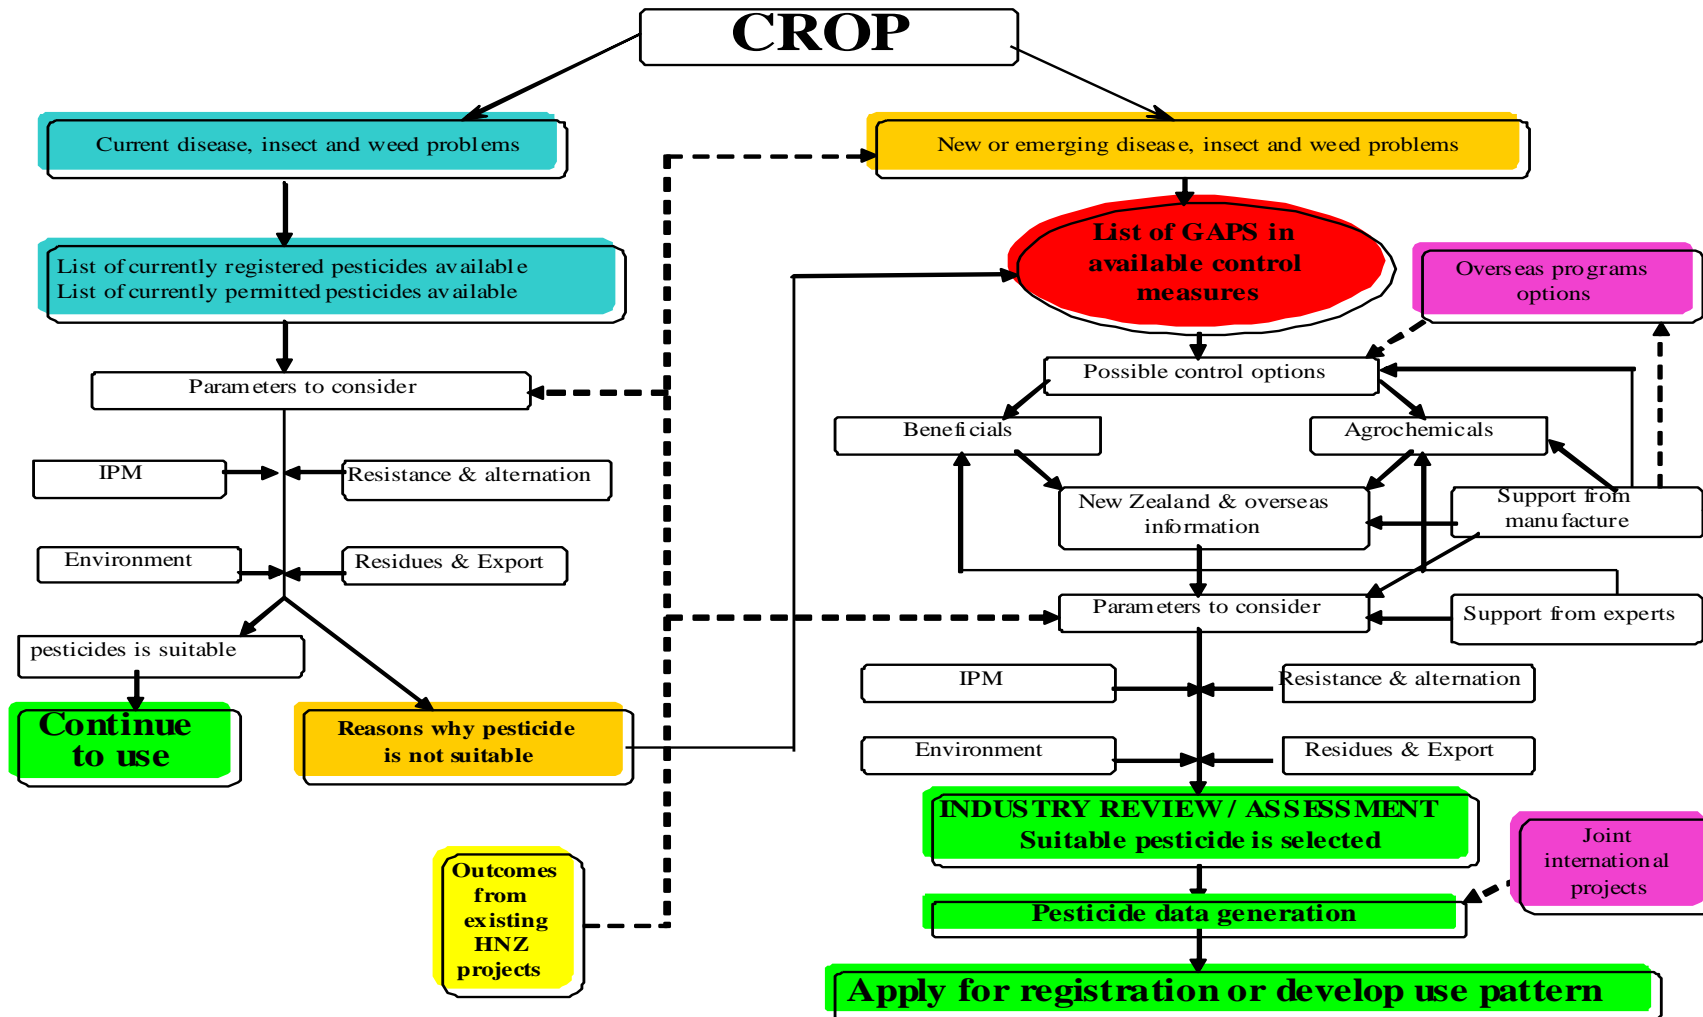 CROP
Current disease, insect and weed problems
New or emerging disease, insect and weed problems
List of currently registered pesticides available
List of currently permitted pesticides available
List of GAPS in
available control
measures
Overseas programs
options
Parameters to consider
Possible control options
Beneficials
Agrochemicals
IPM
Resistance & alternation
New Zealand & overseas
information
Support from
manufacture
Environment
Residues & Export
Parameters to consider
Support from experts
pesticides is suitable
IPM
Resistance & alternation
Continue
to use
Reasons why pesticide
is not suitable
Environment
Residues & Export
INDUSTRY REVIEW / ASSESSMENT
Suitable pesticide is selected
Joint
international
projects
Outcomes
from
existing
HNZ
projects
Pesticide data generation
Apply for registration or develop use pattern